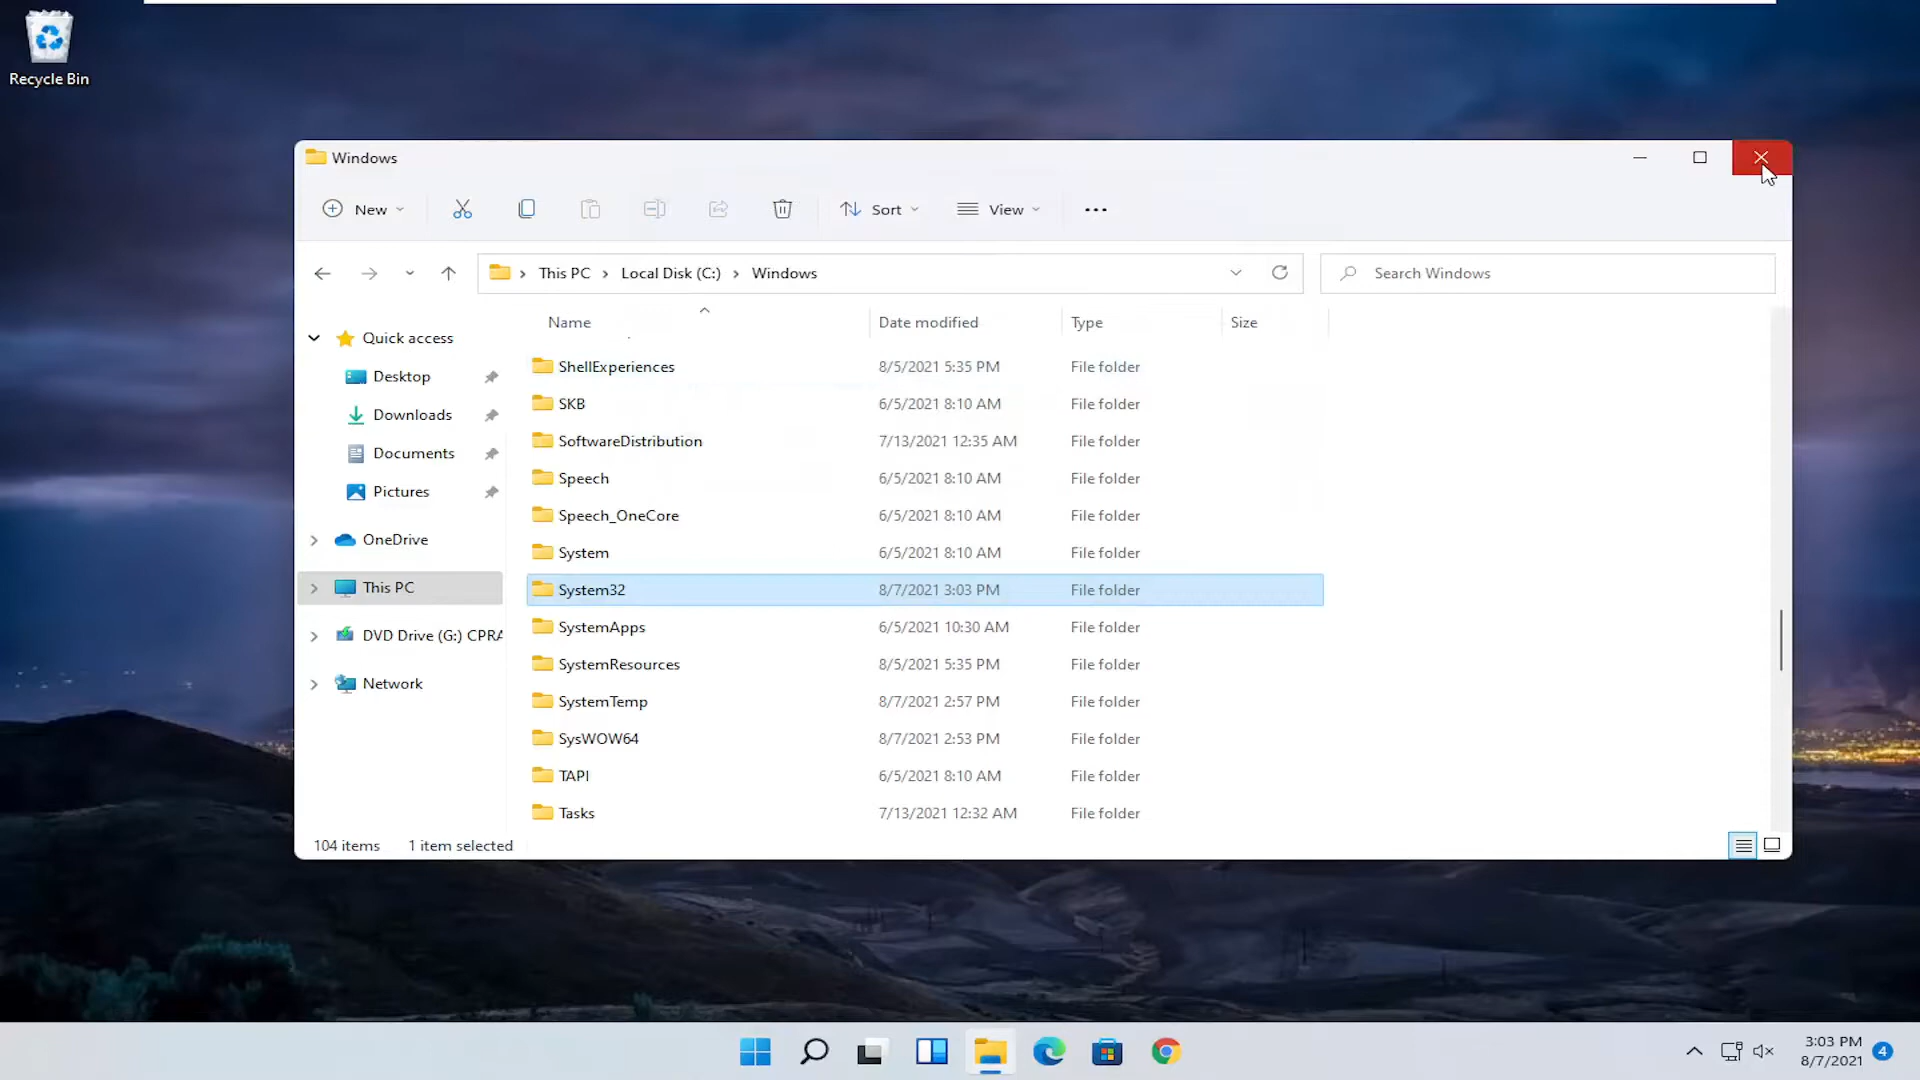 Recycle Bin
Windows
New
Sort
View
This PC
Local Disk (C:)
Windows
Search Windows
Name
Date modified
Type
Size
Quick access
Desktop
Downloads
Documents
Pictures
OneDrive
This PC
DVD Drive (G:) CPRA
Network
ShellExperiences 8/5/2021 5:35 PM File folder
SKB 6/5/2021 8:10 AM File folder
SoftwareDistribution 7/13/2021 12:35 AM File folder
Speech 6/5/2021 8:10 AM File folder
Speech_OneCore 6/5/2021 8:10 AM File folder
System 6/5/2021 8:10 AM File folder
System32 8/7/2021 3:03 PM File folder
SystemApps 6/5/2021 10:30 AM File folder
SystemResources 8/5/2021 5:35 PM File folder
SystemTemp 8/7/2021 2:57 PM File folder
SysWOW64 8/7/2021 2:53 PM File folder
TAPI 6/5/2021 8:10 AM File folder
Tasks 7/13/2021 12:32 AM File folder
104 items 1 item selected
3:03 PM
8/7/2021
4